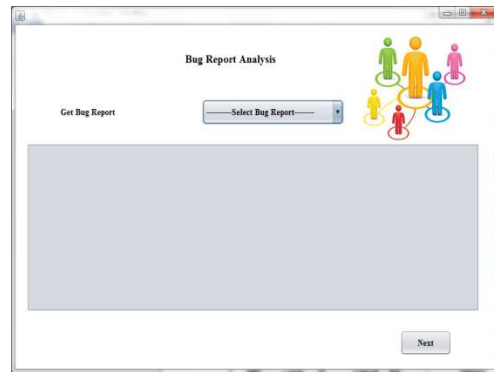 Bug Report Analysis
Get Bug Report
---------Select Bug Report-------
Next